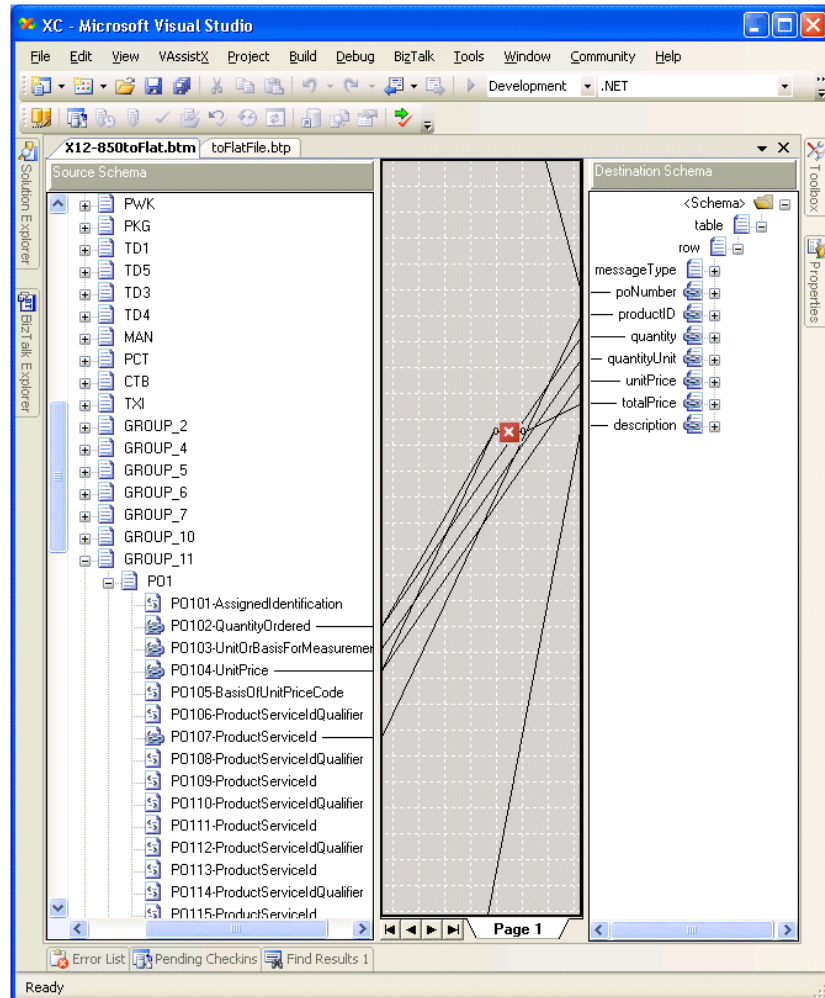 XC - Microsoft Visual Studio
File Edit View VAssistX Project Build Debug BizTalk Tools Window Community Help
Development .NET
X12-850toFlat.btm toFlatFile.btp
Solution Explorer
BizTalk Explorer
Source Schema
PWK
PKG
TD1
TD5
TD3
TD4
MAN
PCT
CTB
TXI
GROUP_2
GROUP_4
GROUP_5
GROUP_6
GROUP_7
GROUP_10
GROUP_11
PO1
PO101-AssignedIdentification
PO102-QuantityOrdered
PO103-UnitOrBasisForMeasuremen
PO104-UnitPrice
PO105-BasisOfUnitPriceCode
PO106-ProductServiceIdQualifier
PO107-ProductServiceId
PO108-ProductServiceIdQualifier
PO109-ProductServiceId
PO110-ProductServiceIdQualifier
PO111-ProductServiceId
PO112-ProductServiceIdQualifier
PO113-ProductServiceId
PO114-ProductServiceIdQualifier
PO115-ProductServiceId
Page 1
Destination Schema
<Schema>
table
row
messageType
poNumber
productID
quantity
quantityUnit
unitPrice
totalPrice
description
Toolbox
Properties
Error List Pending Checkins Find Results 1
Ready